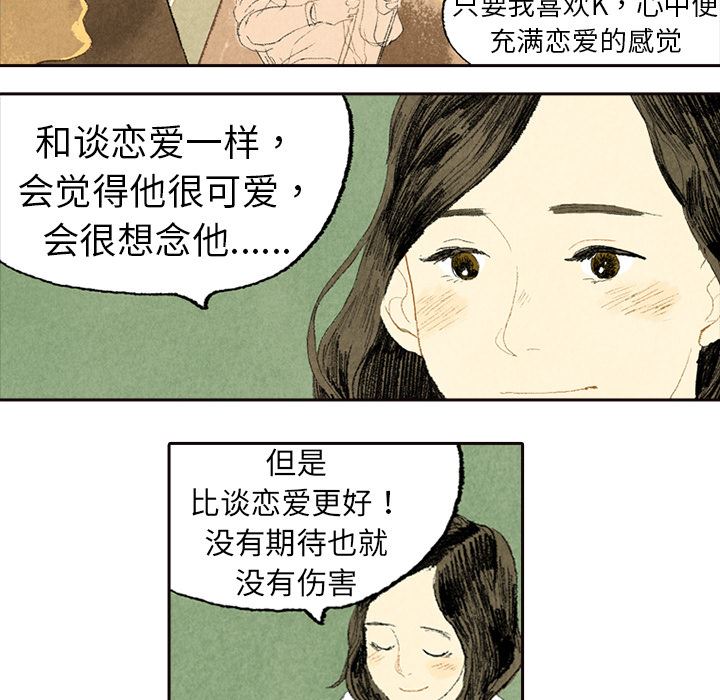 只要我喜欢K，心中便
充满恋爱的感觉
和谈恋爱一样，
会觉得他很可爱，
会很想念他......
但是
比谈恋爱更好！
没有期待也就
没有伤害